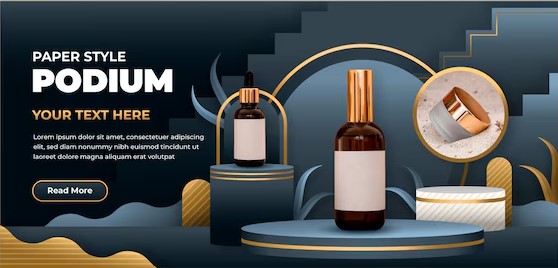 PAPER STYLE
PODIUM
YOUR TEXT HERE
Lorem ipsum dolor sit amet, consectetuer adipiscing
elit, sed diam nonummy nibh euismod tincidunt ut
laoreet dolore magna aliquam erat volutpat
Read More